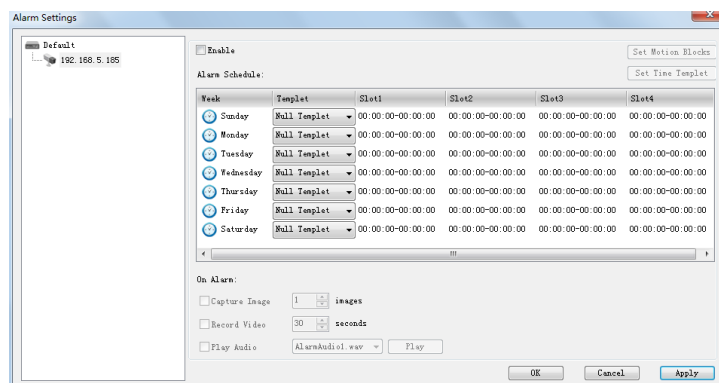 Alarm Settings
Default
192.168.5.185
Enable
Set Motion Blocks
Alarm Schedule:
Set Time Templet
Week Templet Slot1 Slot2 Slot3 Slot4
Sunday Null Templet 00:00:00-00:00:00 00:00:00-00:00:00 00:00:00-00:00:00 00:00:00-00:00:00
Monday Null Templet 00:00:00-00:00:00 00:00:00-00:00:00 00:00:00-00:00:00 00:00:00-00:00:00
Tuesday Null Templet 00:00:00-00:00:00 00:00:00-00:00:00 00:00:00-00:00:00 00:00:00-00:00:00
Wednesday Null Templet 00:00:00-00:00:00 00:00:00-00:00:00 00:00:00-00:00:00 00:00:00-00:00:00
Thursday Null Templet 00:00:00-00:00:00 00:00:00-00:00:00 00:00:00-00:00:00 00:00:00-00:00:00
Friday Null Templet 00:00:00-00:00:00 00:00:00-00:00:00 00:00:00-00:00:00 00:00:00-00:00:00
Saturday Null Templet 00:00:00-00:00:00 00:00:00-00:00:00 00:00:00-00:00:00 00:00:00-00:00:00
On Alarm:
Capture Image 1 images
Record Video 30 seconds
Play Audio AlarmAudio1.wav Play
OK Cancel Apply